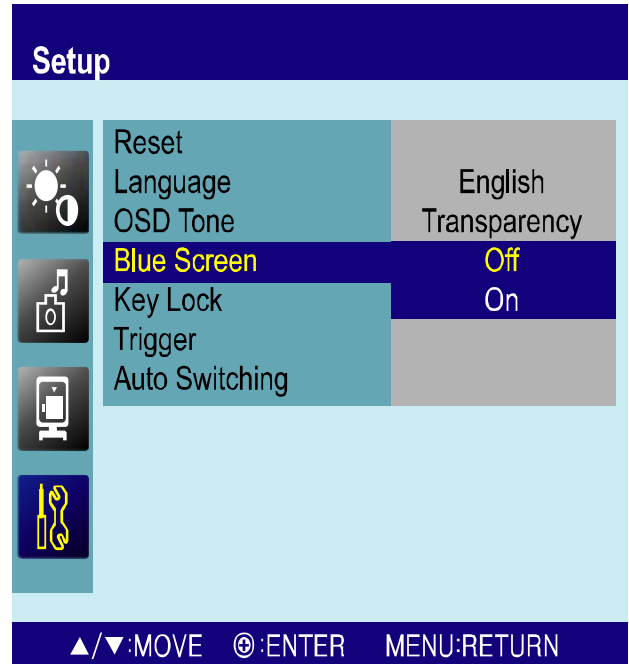 Setup
Reset
Language English
OSD Tone Transparency
Blue Screen Off
Key Lock On
Trigger
Auto Switching
▲/▼:MOVE ⊕:ENTER MENU:RETURN